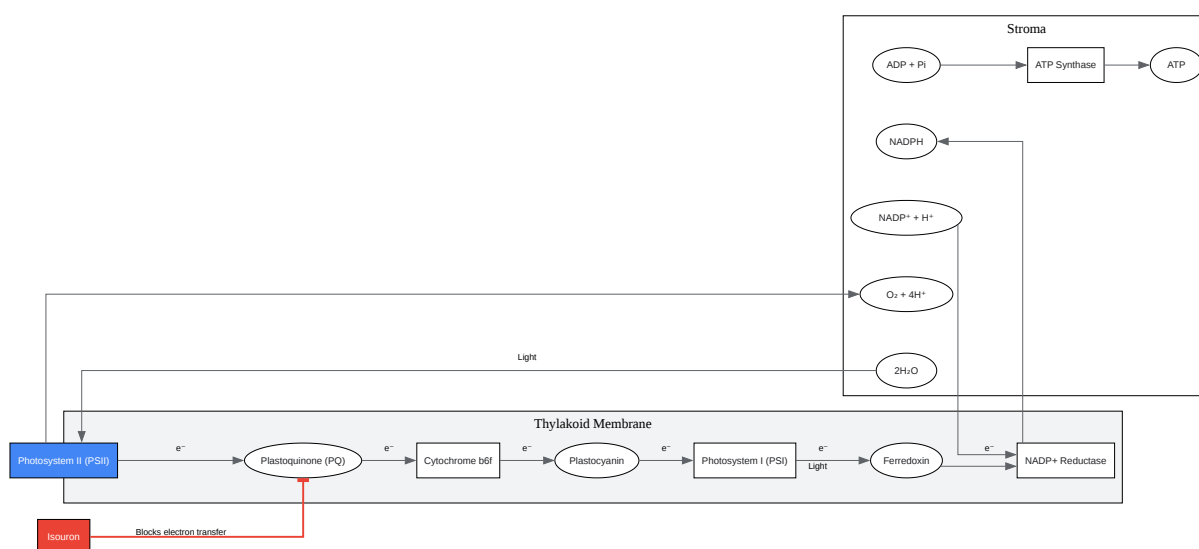 Stroma
ADP + Pi
ATP Synthase
ATP
NADPH
NADP⁺ + H⁺
O₂ + 4H⁺
Light
2H₂O
Thylakoid Membrane
e⁻
e⁻
e⁻
e⁻
e⁻
e⁻
Photosystem II (PSII)
Plastoquinone (PQ)
Cytochrome b6f
Plastocyanin
Photosystem I (PSI)
Light
Ferredoxin
NADP+ Reductase
Isouron
Blocks electron transfer